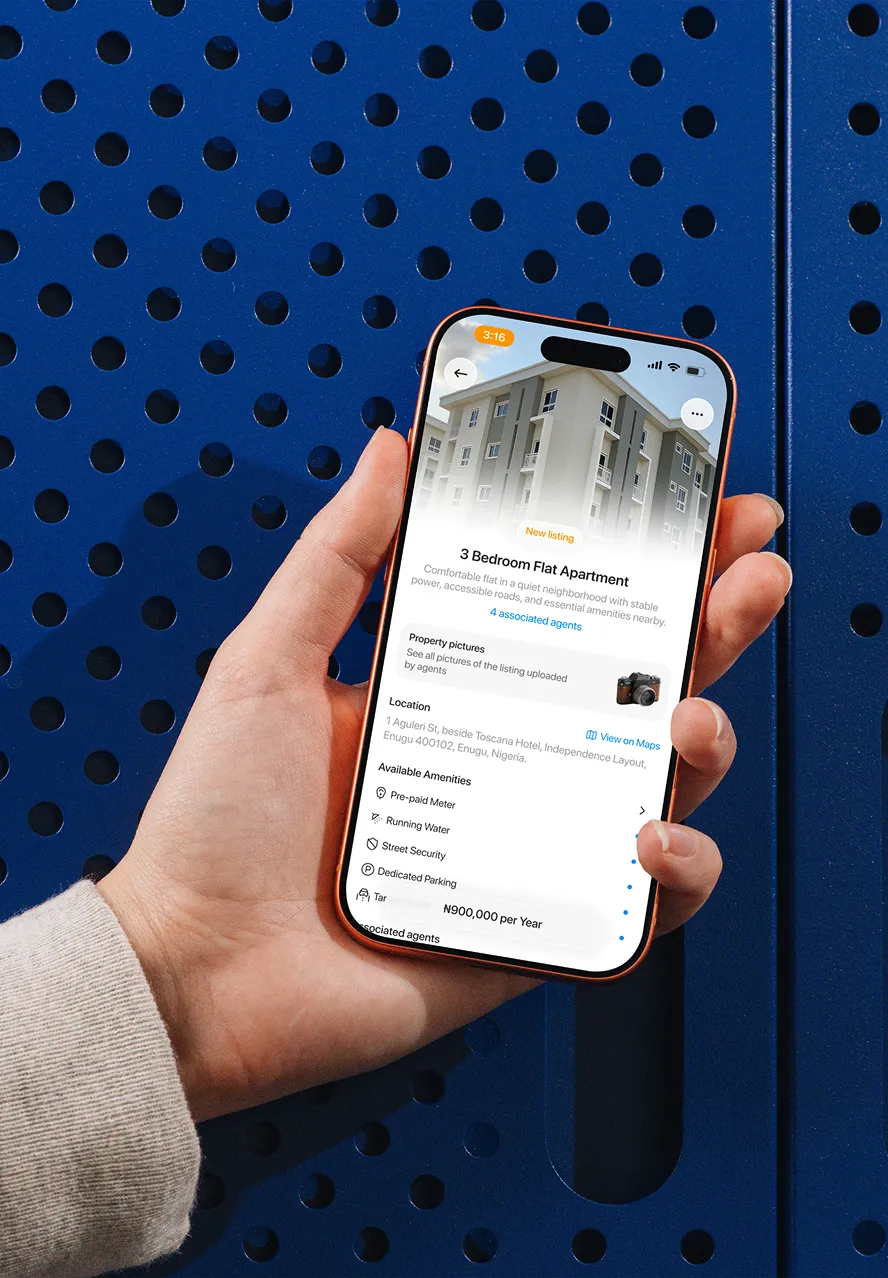 3:16
New listing
3 Bedroom Flat Apartment
Comfortable flat in a quiet neighborhood with stable
power, accessible roads, and essential amenities nearby.
4 associated agents
Property pictures
See all pictures of the listing uploaded
by agents
Location
View on Maps
1 Aguleri St, beside Toscana Hotel, Independence Layout,
Enugu 400102, Enugu, Nigeria.
Available Amenities
Pre-paid Meter
Running Water
Street Security
P Dedicated Parking
Tar
₦900,000 per Year
ssociated agents